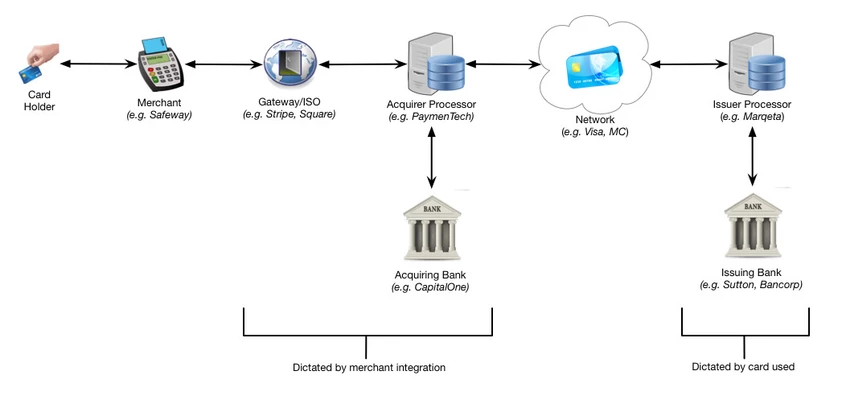 Card
Holder
Merchant
(e.g. Safeway)
Gateway/ISO
(e.g. Stripe, Square)
Acquirer Processor
(e.g. PaymenTech)
Network
(e.g. Visa, MC)
Issuer Processor
(e.g. Marqeta)
BANK
Acquiring Bank
(e.g. CapitalOne)
BANK
Issuing Bank
(e.g. Sutton, Bancorp)
Dictated by merchant integration
Dictated by card used